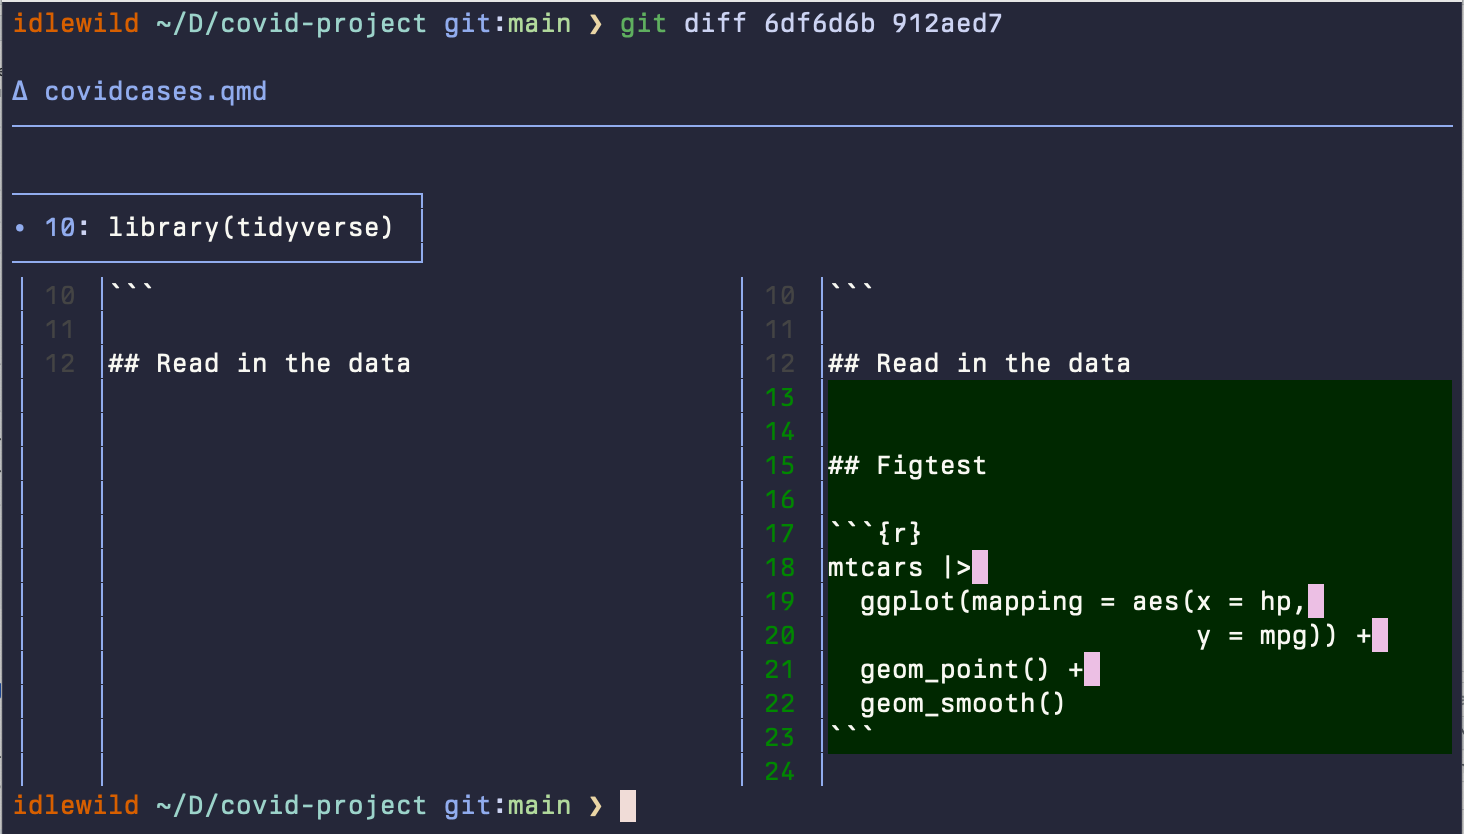 idlewild ~/D/covid-project git:main ❯ git diff 6df6d6b 912aed7
Δ covidcases.qmd
• 10: library(tidyverse)
10 ``` 10 ```
11 11
12 ## Read in the data 12 ## Read in the data
13
14
15 ## Figtest
16
17 ```{r}
18 mtcars |>
19   ggplot(mapping = aes(x = hp,
20                        y = mpg)) +
21   geom_point() +
22   geom_smooth()
23 ```
24
idlewild ~/D/covid-project git:main ❯